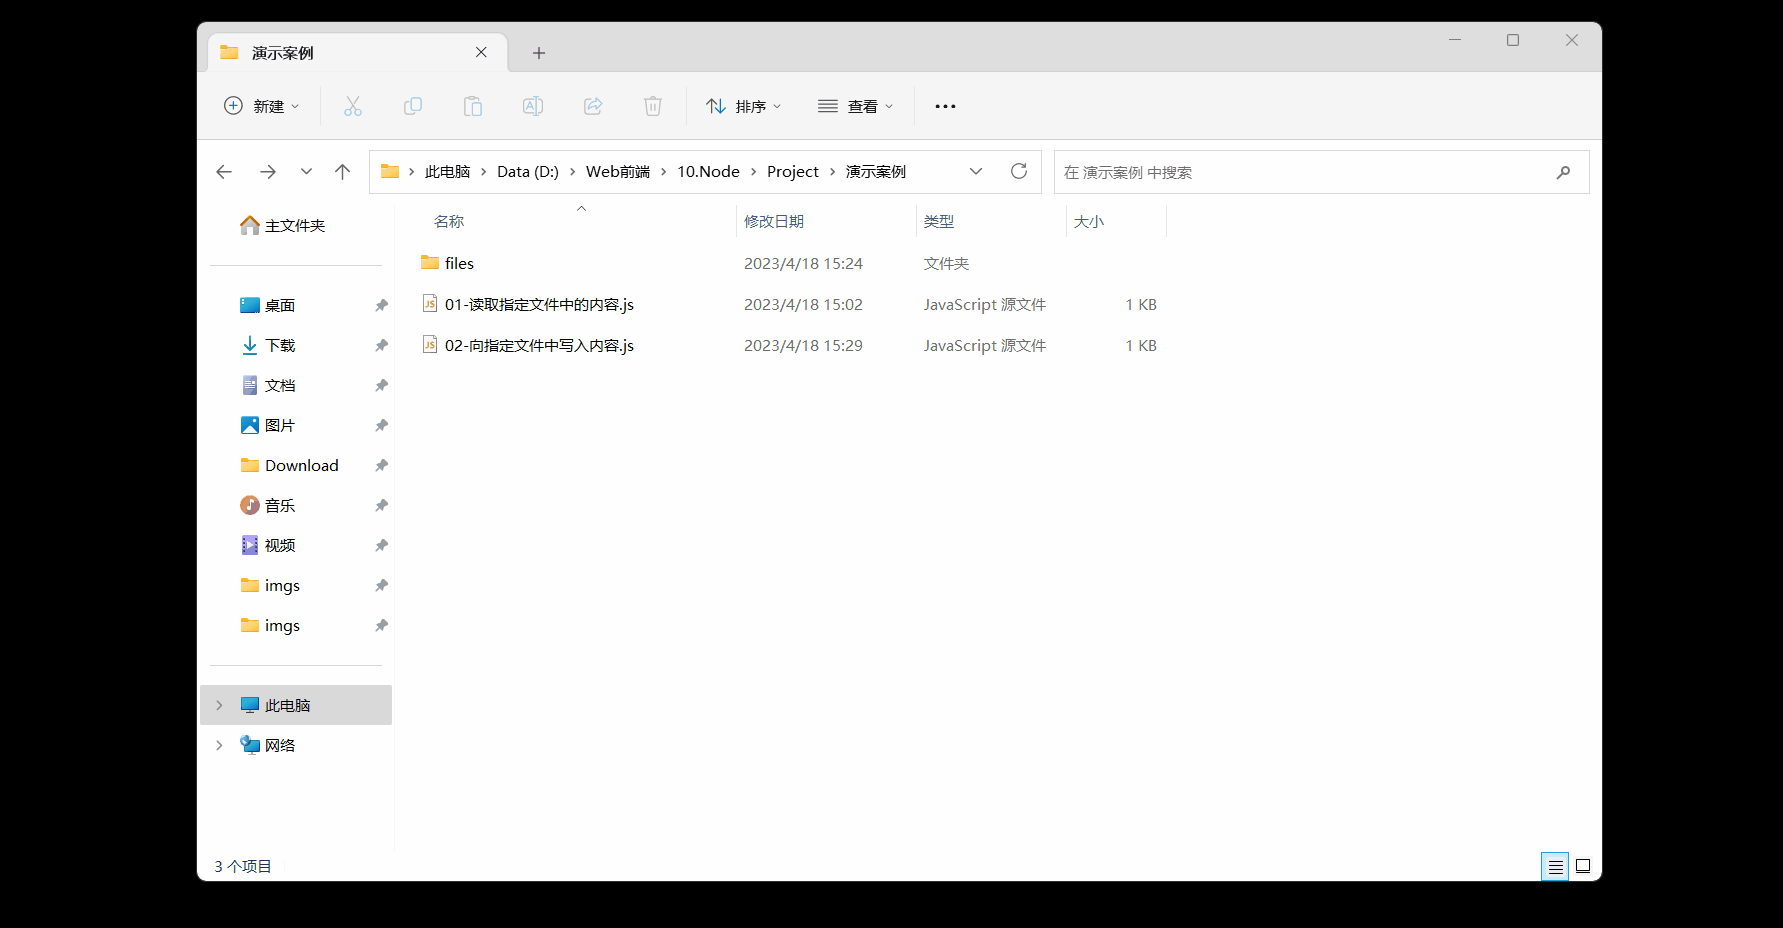 演示案例
新建
排序
查看
此电脑 Data (D:) Web前端 10.Node Project 演示案例
在 演示案例 中搜索
主文件夹
桌面
下载
文档
图片
Download
音乐
视频
imgs
imgs
此电脑
网络
名称 修改日期 类型 大小
files 2023/4/18 15:24 文件夹
JS 01-读取指定文件中的内容.js 2023/4/18 15:02 JavaScript 源文件 1 KB
JS 02-向指定文件中写入内容.js 2023/4/18 15:29 JavaScript 源文件 1 KB
3 个项目